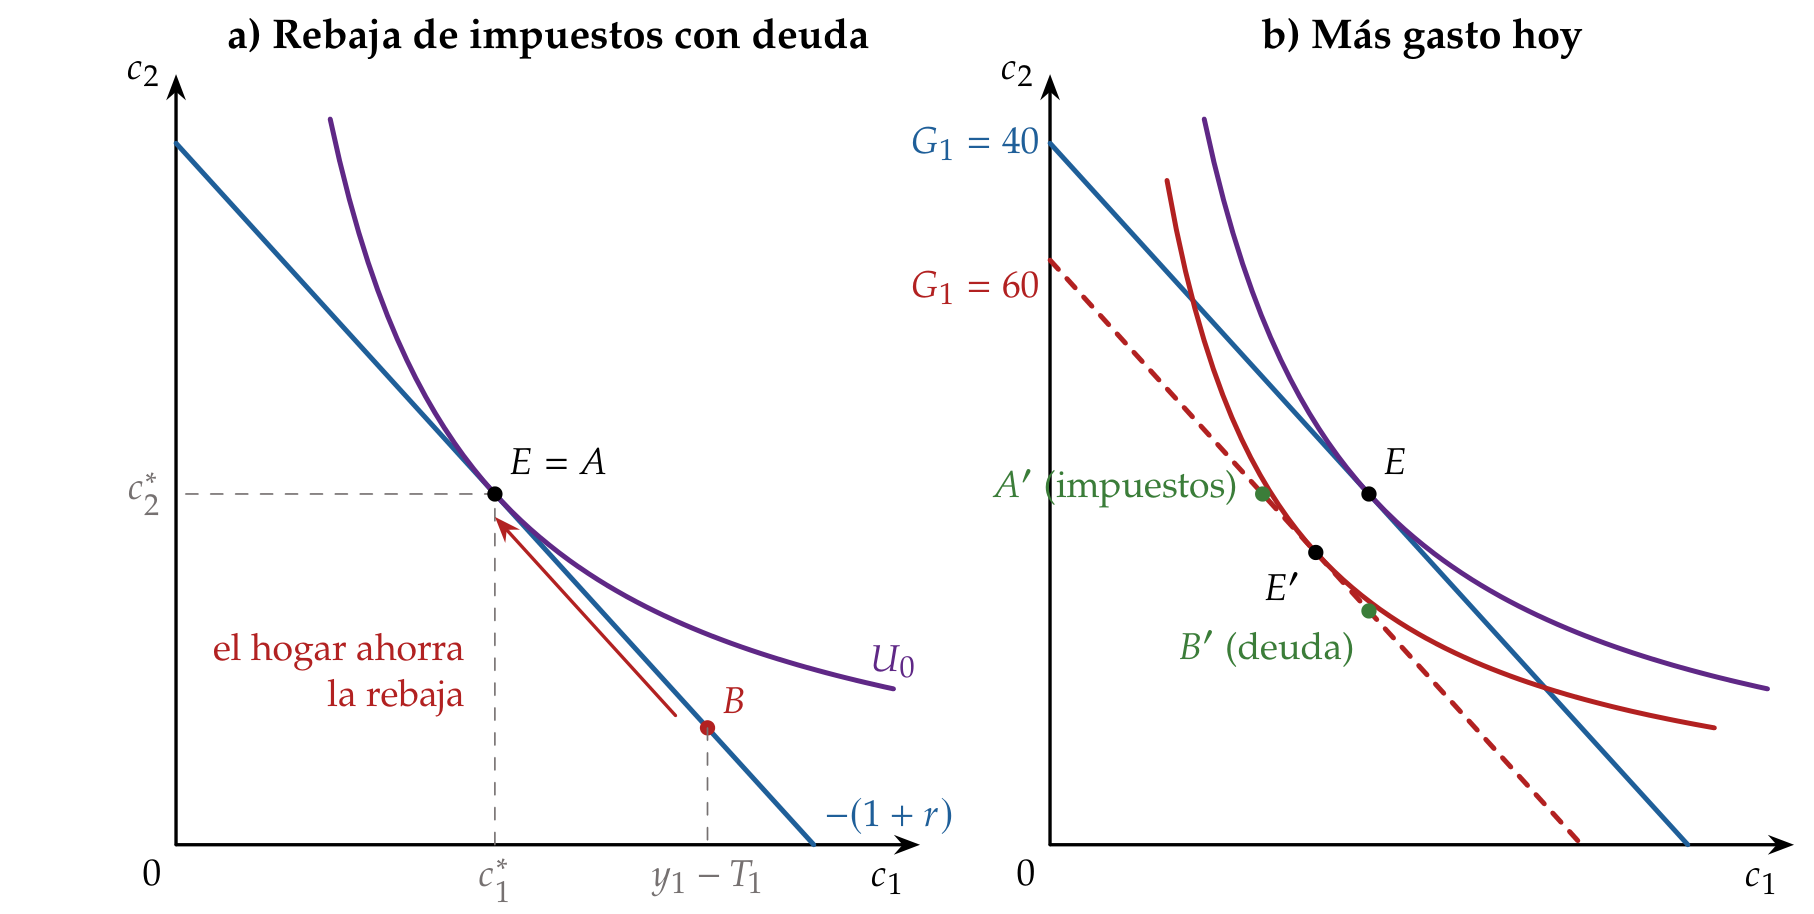 a) Rebaja de impuestos con deuda
c₂
E = A
c₂*
el hogar ahorra
la rebaja
U₀
B
−(1 + r)
0
c₁*
y₁ − T₁
c₁
b) Más gasto hoy
c₂
G₁ = 40
G₁ = 60
E
A′ (impuestos)
E′
B′ (deuda)
0
c₁